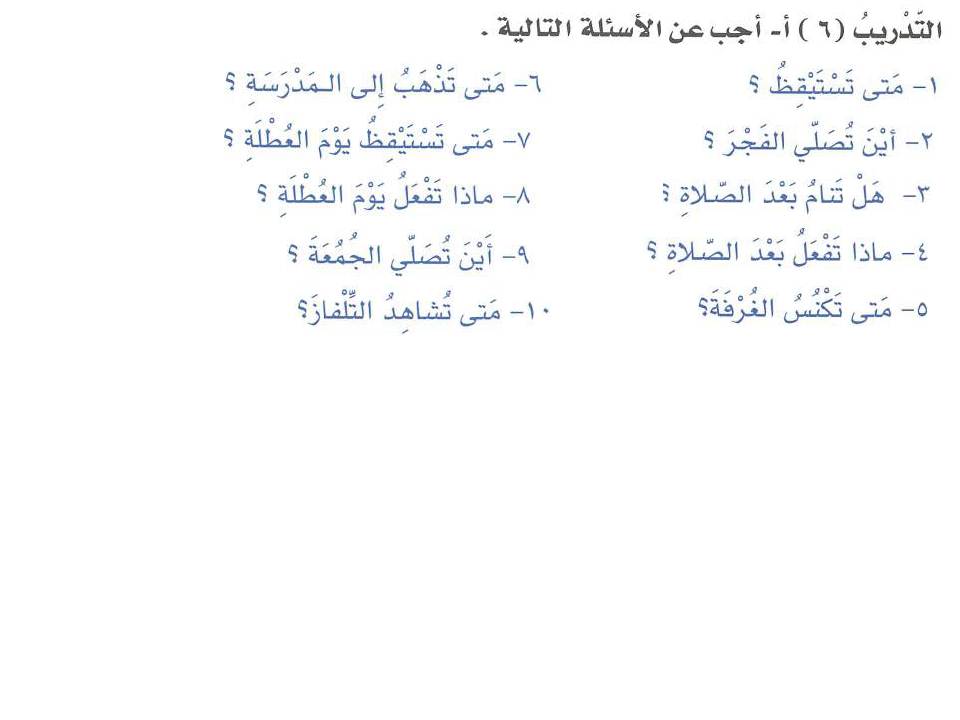 التَّدْريبُ (٦ ) أ- أجب عن الأسئلة التالية .
١- مَتى تَسْتَيْقِظُ ؟
٢- أيْنَ تُصَلّي الفَجْرَ ؟
٣- هَلْ تَنامُ بَعْدَ الصّلاةِ ؟
٤- ماذا تَفْعَلُ بَعْدَ الصّلاةِ ؟
٥- مَتى تَكْنُسُ الغُرْفَةَ؟
٦- مَتى تَذْهَبُ إِلى الـمَدْرَسَةِ ؟
٧- مَتى تَسْتَيْقِظُ يَوْمَ العُطْلَةِ ؟
٨- ماذا تَفْعَلُ يَوْمَ العُطْلَةِ ؟
٩- أَيْنَ تُصَلّي الجُمُعَةَ ؟
١٠- مَتى تُشاهِدُ التِّلْفازَ؟